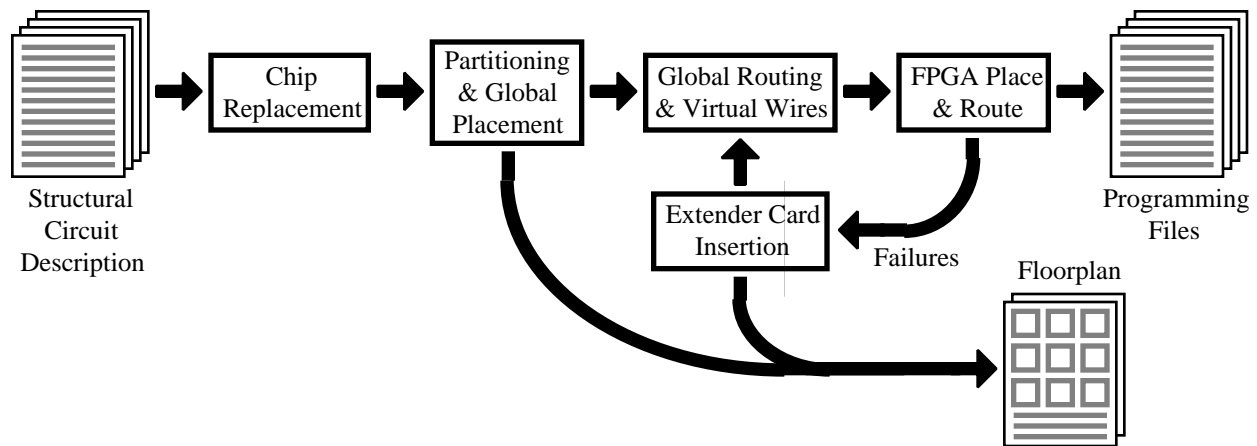 Structural
Circuit
Description
Chip
Replacement
Partitioning
& Global
Placement
Global Routing
& Virtual Wires
FPGA Place
& Route
Programming
Files
Extender Card
Insertion
Failures
Floorplan